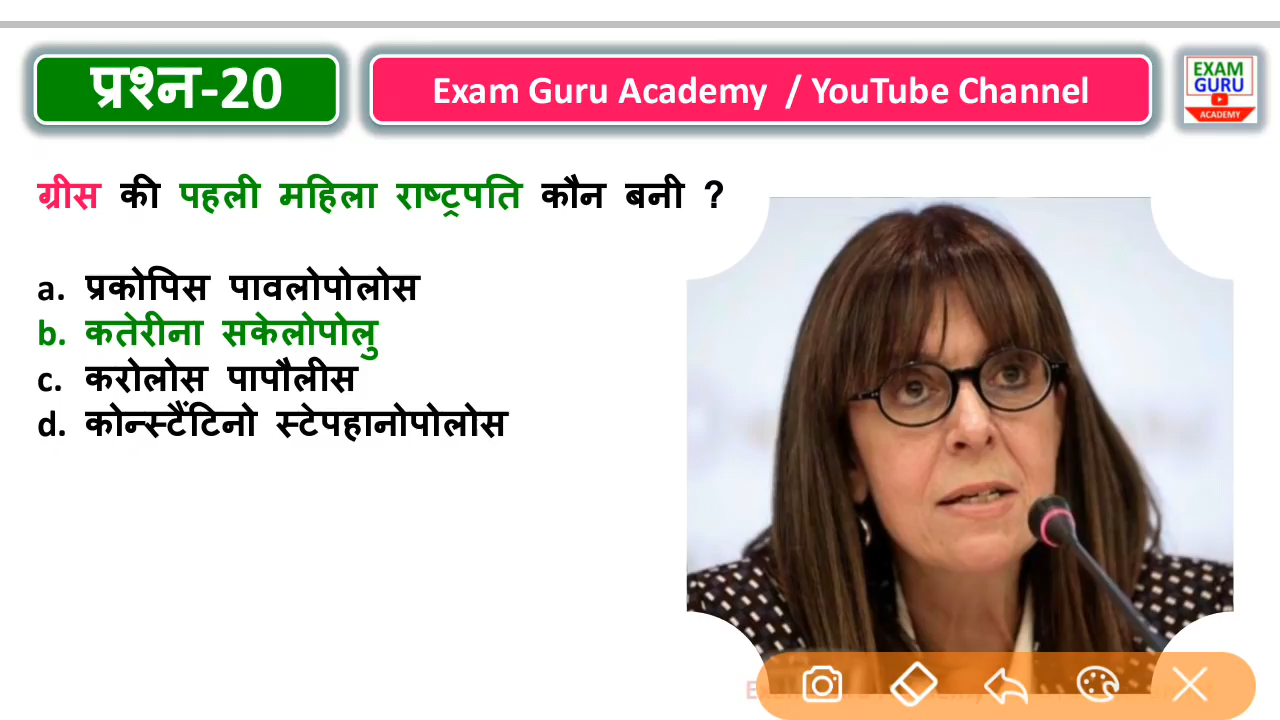 प्रश्न-20
Exam Guru Academy / YouTube Channel
EXAM
GURU
ACADEMY
ग्रीस की पहली महिला राष्ट्रपति कौन बनी ?
a. प्रकोपिस पावलोपोलोस
b. कतेरीना सकेलोपोलु
c. करोलोस पापौलीस
d. कोन्स्टैंटिनो स्टेपहानोपोलोस